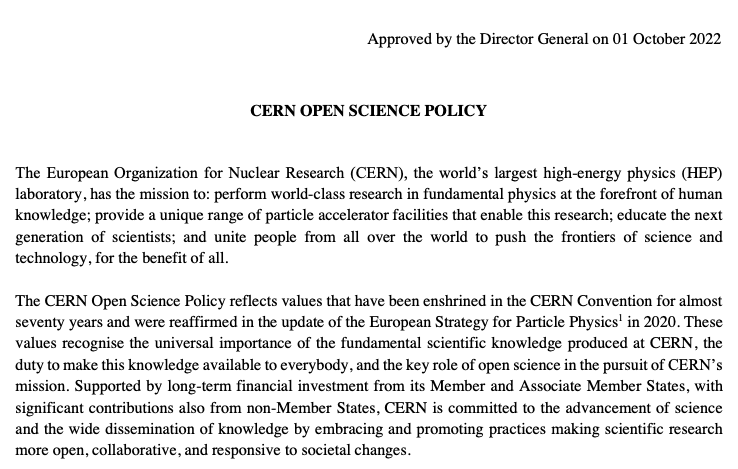 Approved by the Director General on 01 October 2022
CERN OPEN SCIENCE POLICY
The European Organization for Nuclear Research (CERN), the world’s largest high-energy physics (HEP)
laboratory, has the mission to: perform world-class research in fundamental physics at the forefront of human
knowledge; provide a unique range of particle accelerator facilities that enable this research; educate the next
generation of scientists; and unite people from all over the world to push the frontiers of science and
technology, for the benefit of all.
The CERN Open Science Policy reflects values that have been enshrined in the CERN Convention for almost
seventy years and were reaffirmed in the update of the European Strategy for Particle Physics¹ in 2020. These
values recognise the universal importance of the fundamental scientific knowledge produced at CERN, the
duty to make this knowledge available to everybody, and the key role of open science in the pursuit of CERN’s
mission. Supported by long-term financial investment from its Member and Associate Member States, with
significant contributions also from non-Member States, CERN is committed to the advancement of science
and the wide dissemination of knowledge by embracing and promoting practices making scientific research
more open, collaborative, and responsive to societal changes.